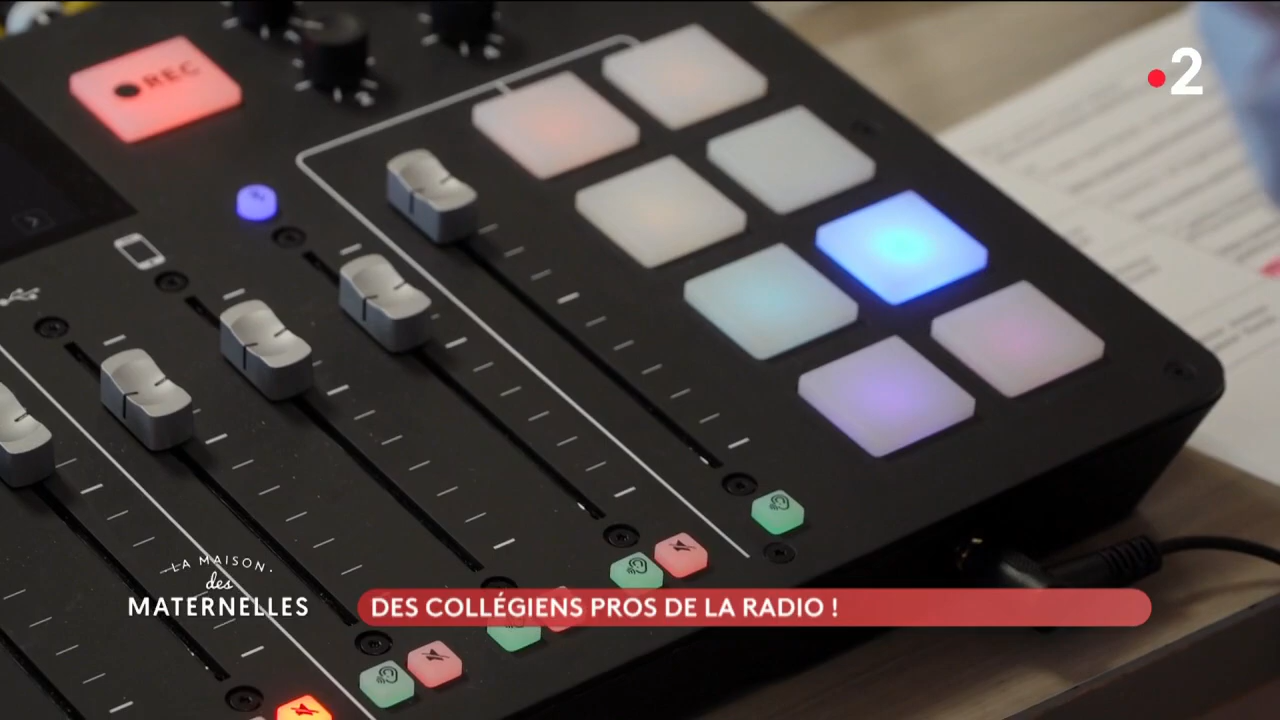 REC
2
LA MAISON
des
MATERNELLES
DES COLLÉGIENS PROS DE LA RADIO !